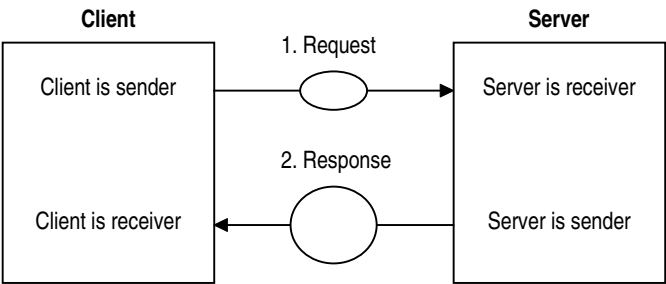 Client
Server
1. Request
Client is sender
Server is receiver
2. Response
Client is receiver
Server is sender